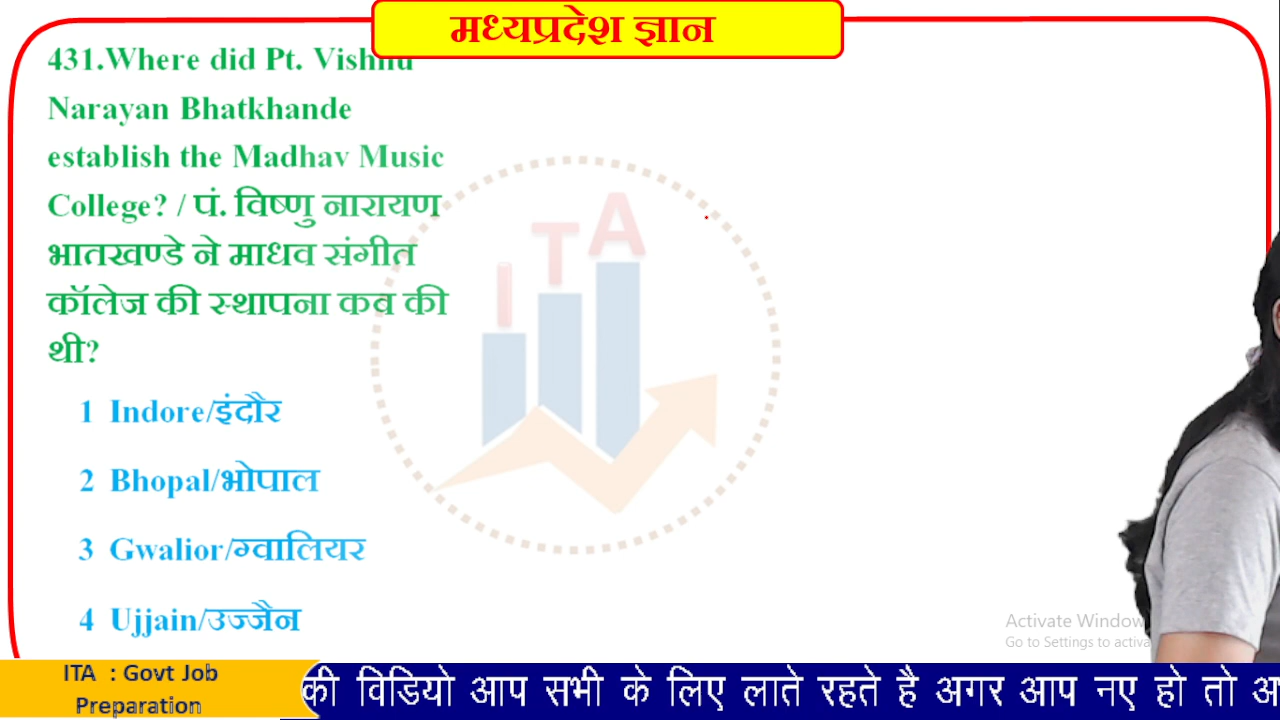 मध्यप्रदेश ज्ञान
431.Where did Pt. Vishnu
Narayan Bhatkhande
establish the Madhav Music
College? / पं. विष्णु नारायण
भातखण्डे ने माधव संगीत
कॉलेज की स्थापना कब की
थी?
1 Indore/इंदौर
2 Bhopal/भोपाल
3 Gwalior/ग्वालियर
4 Ujjain/उज्जैन
I T A
Activate Window
Go to Settings to activa
ITA : Govt Job
Preparation
की विडियो आप सभी के लिए लाते रहते है अगर आप नए हो तो